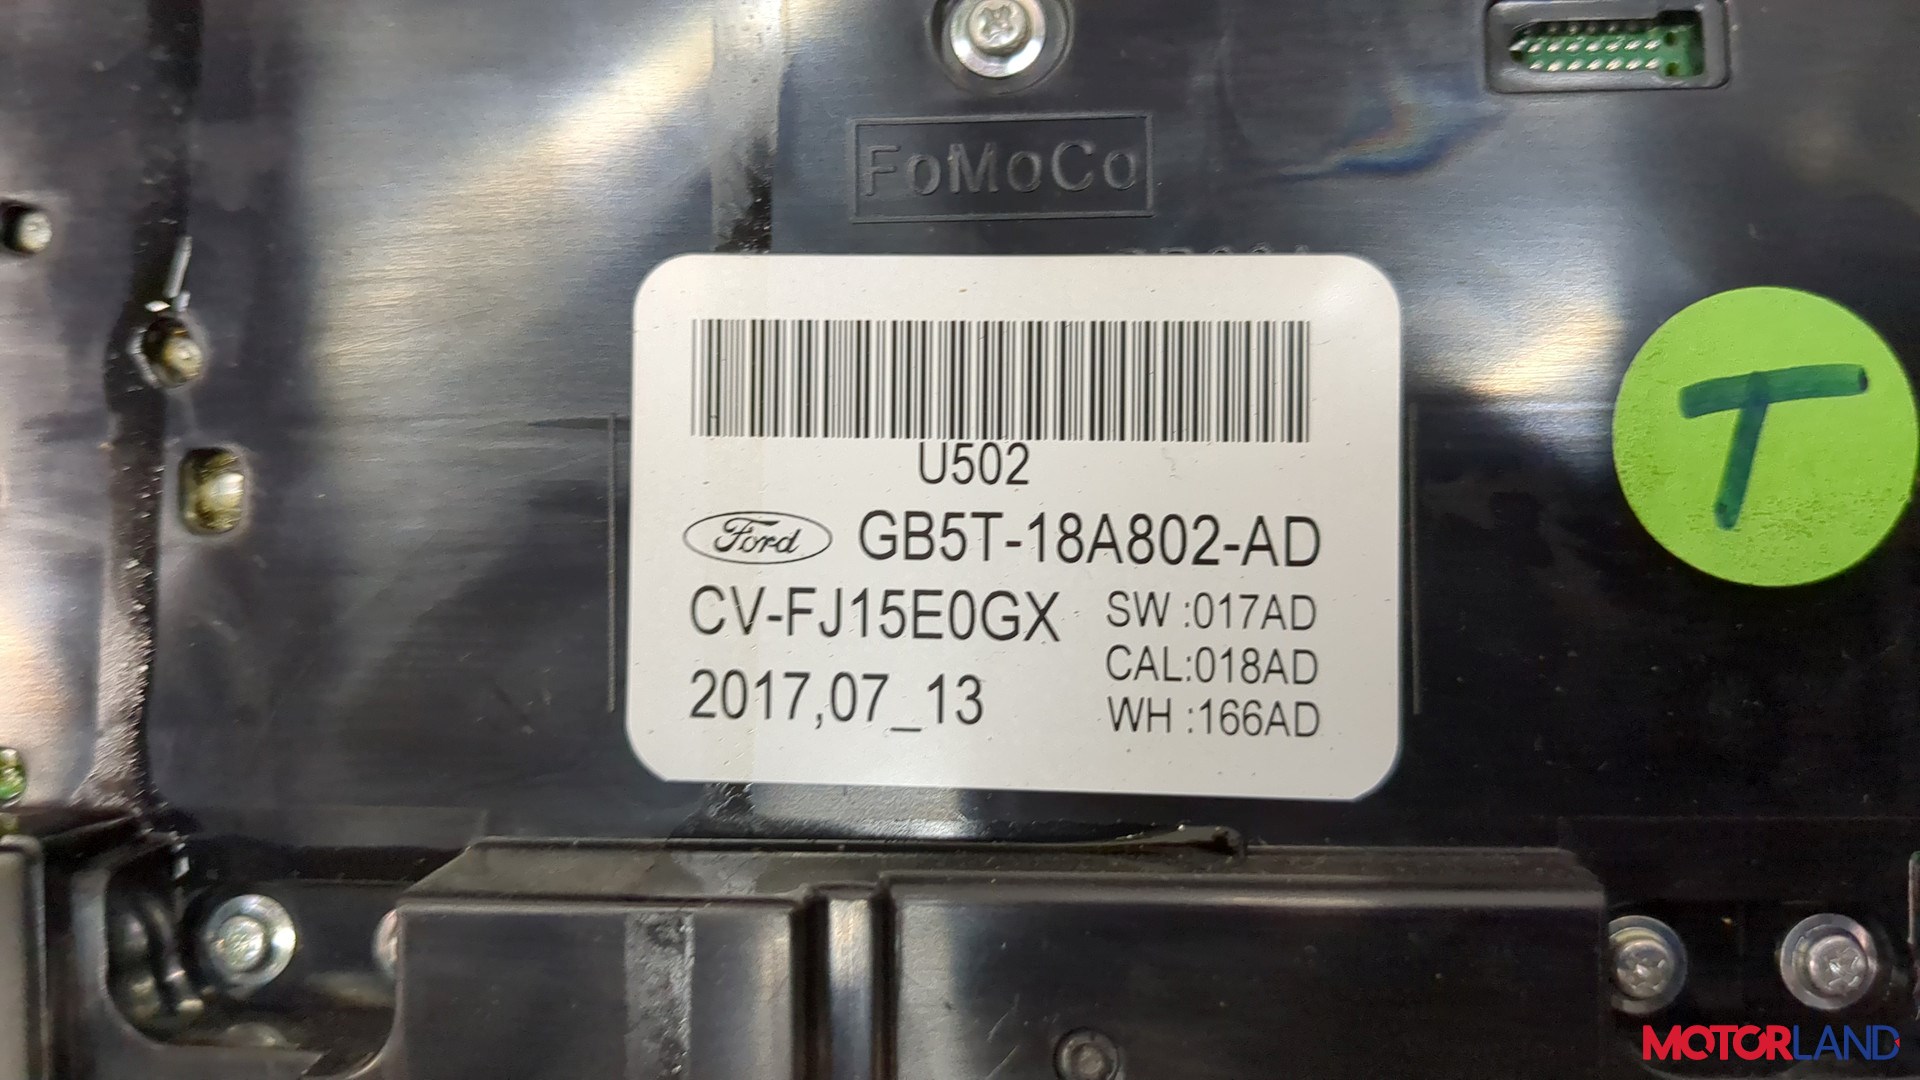 FoMoCo
U502
Ford GB5T-18A802-AD
CV-FJ15E0GX SW :017AD
CAL:018AD
2017,07_13 WH :166AD
T
MOTORLAND